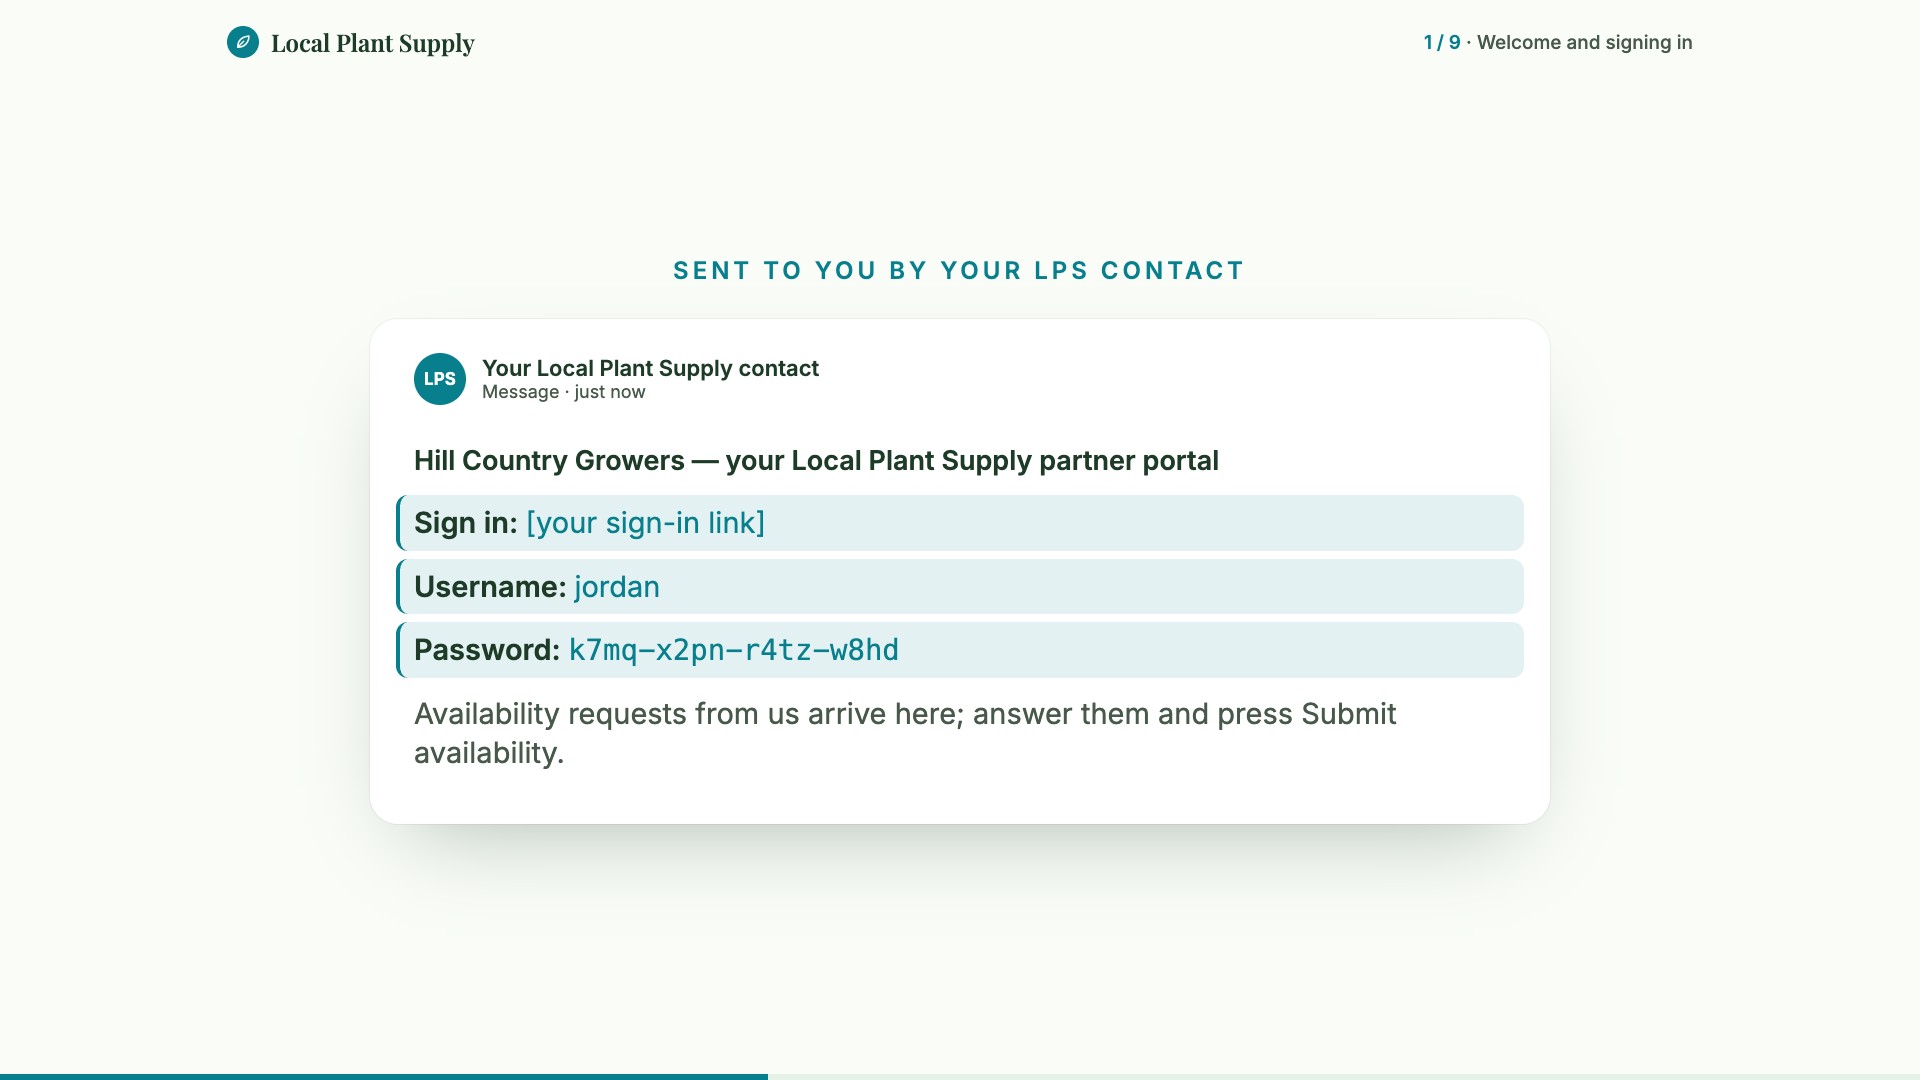 Local Plant Supply
1 / 9 · Welcome and signing in
SENT TO YOU BY YOUR LPS CONTACT
LPS
Your Local Plant Supply contact
Message · just now
Hill Country Growers — your Local Plant Supply partner portal
Sign in: [your sign-in link]
Username: jordan
Password: k7mq-x2pn-r4tz-w8hd
Availability requests from us arrive here; answer them and press Submit
availability.